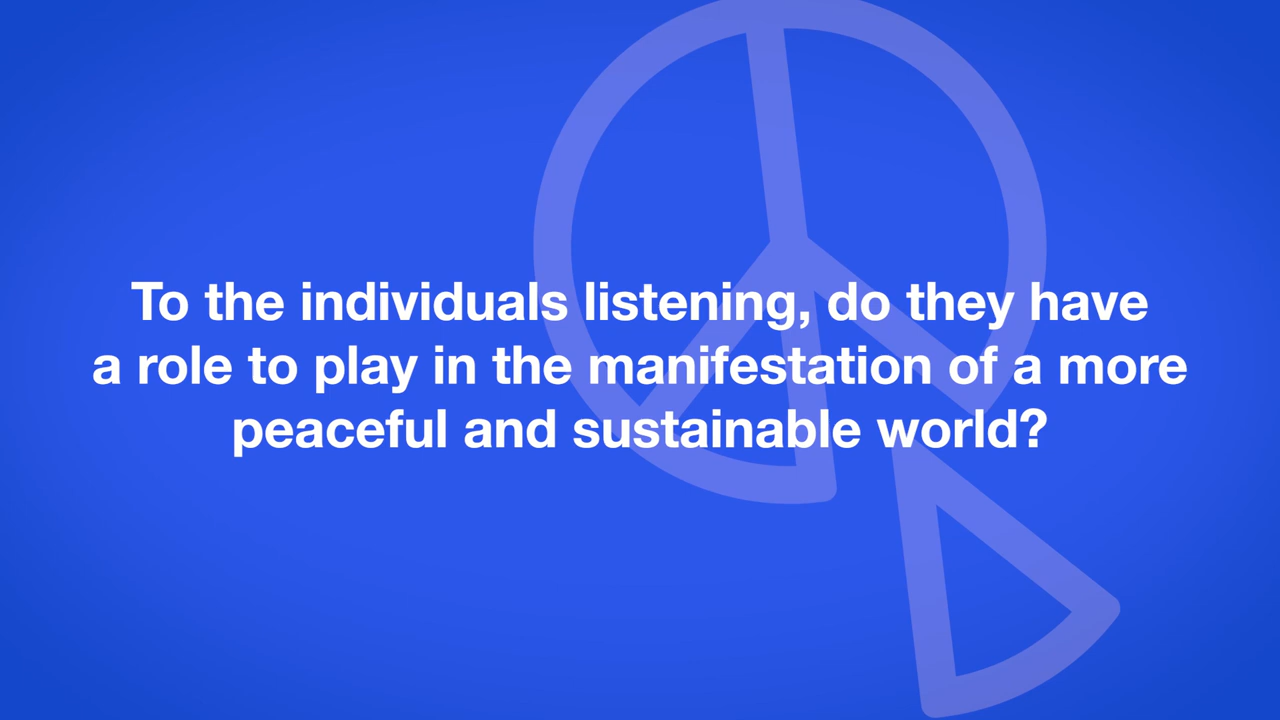 To the individuals listening, do they have
a role to play in the manifestation of a more
peaceful and sustainable world?